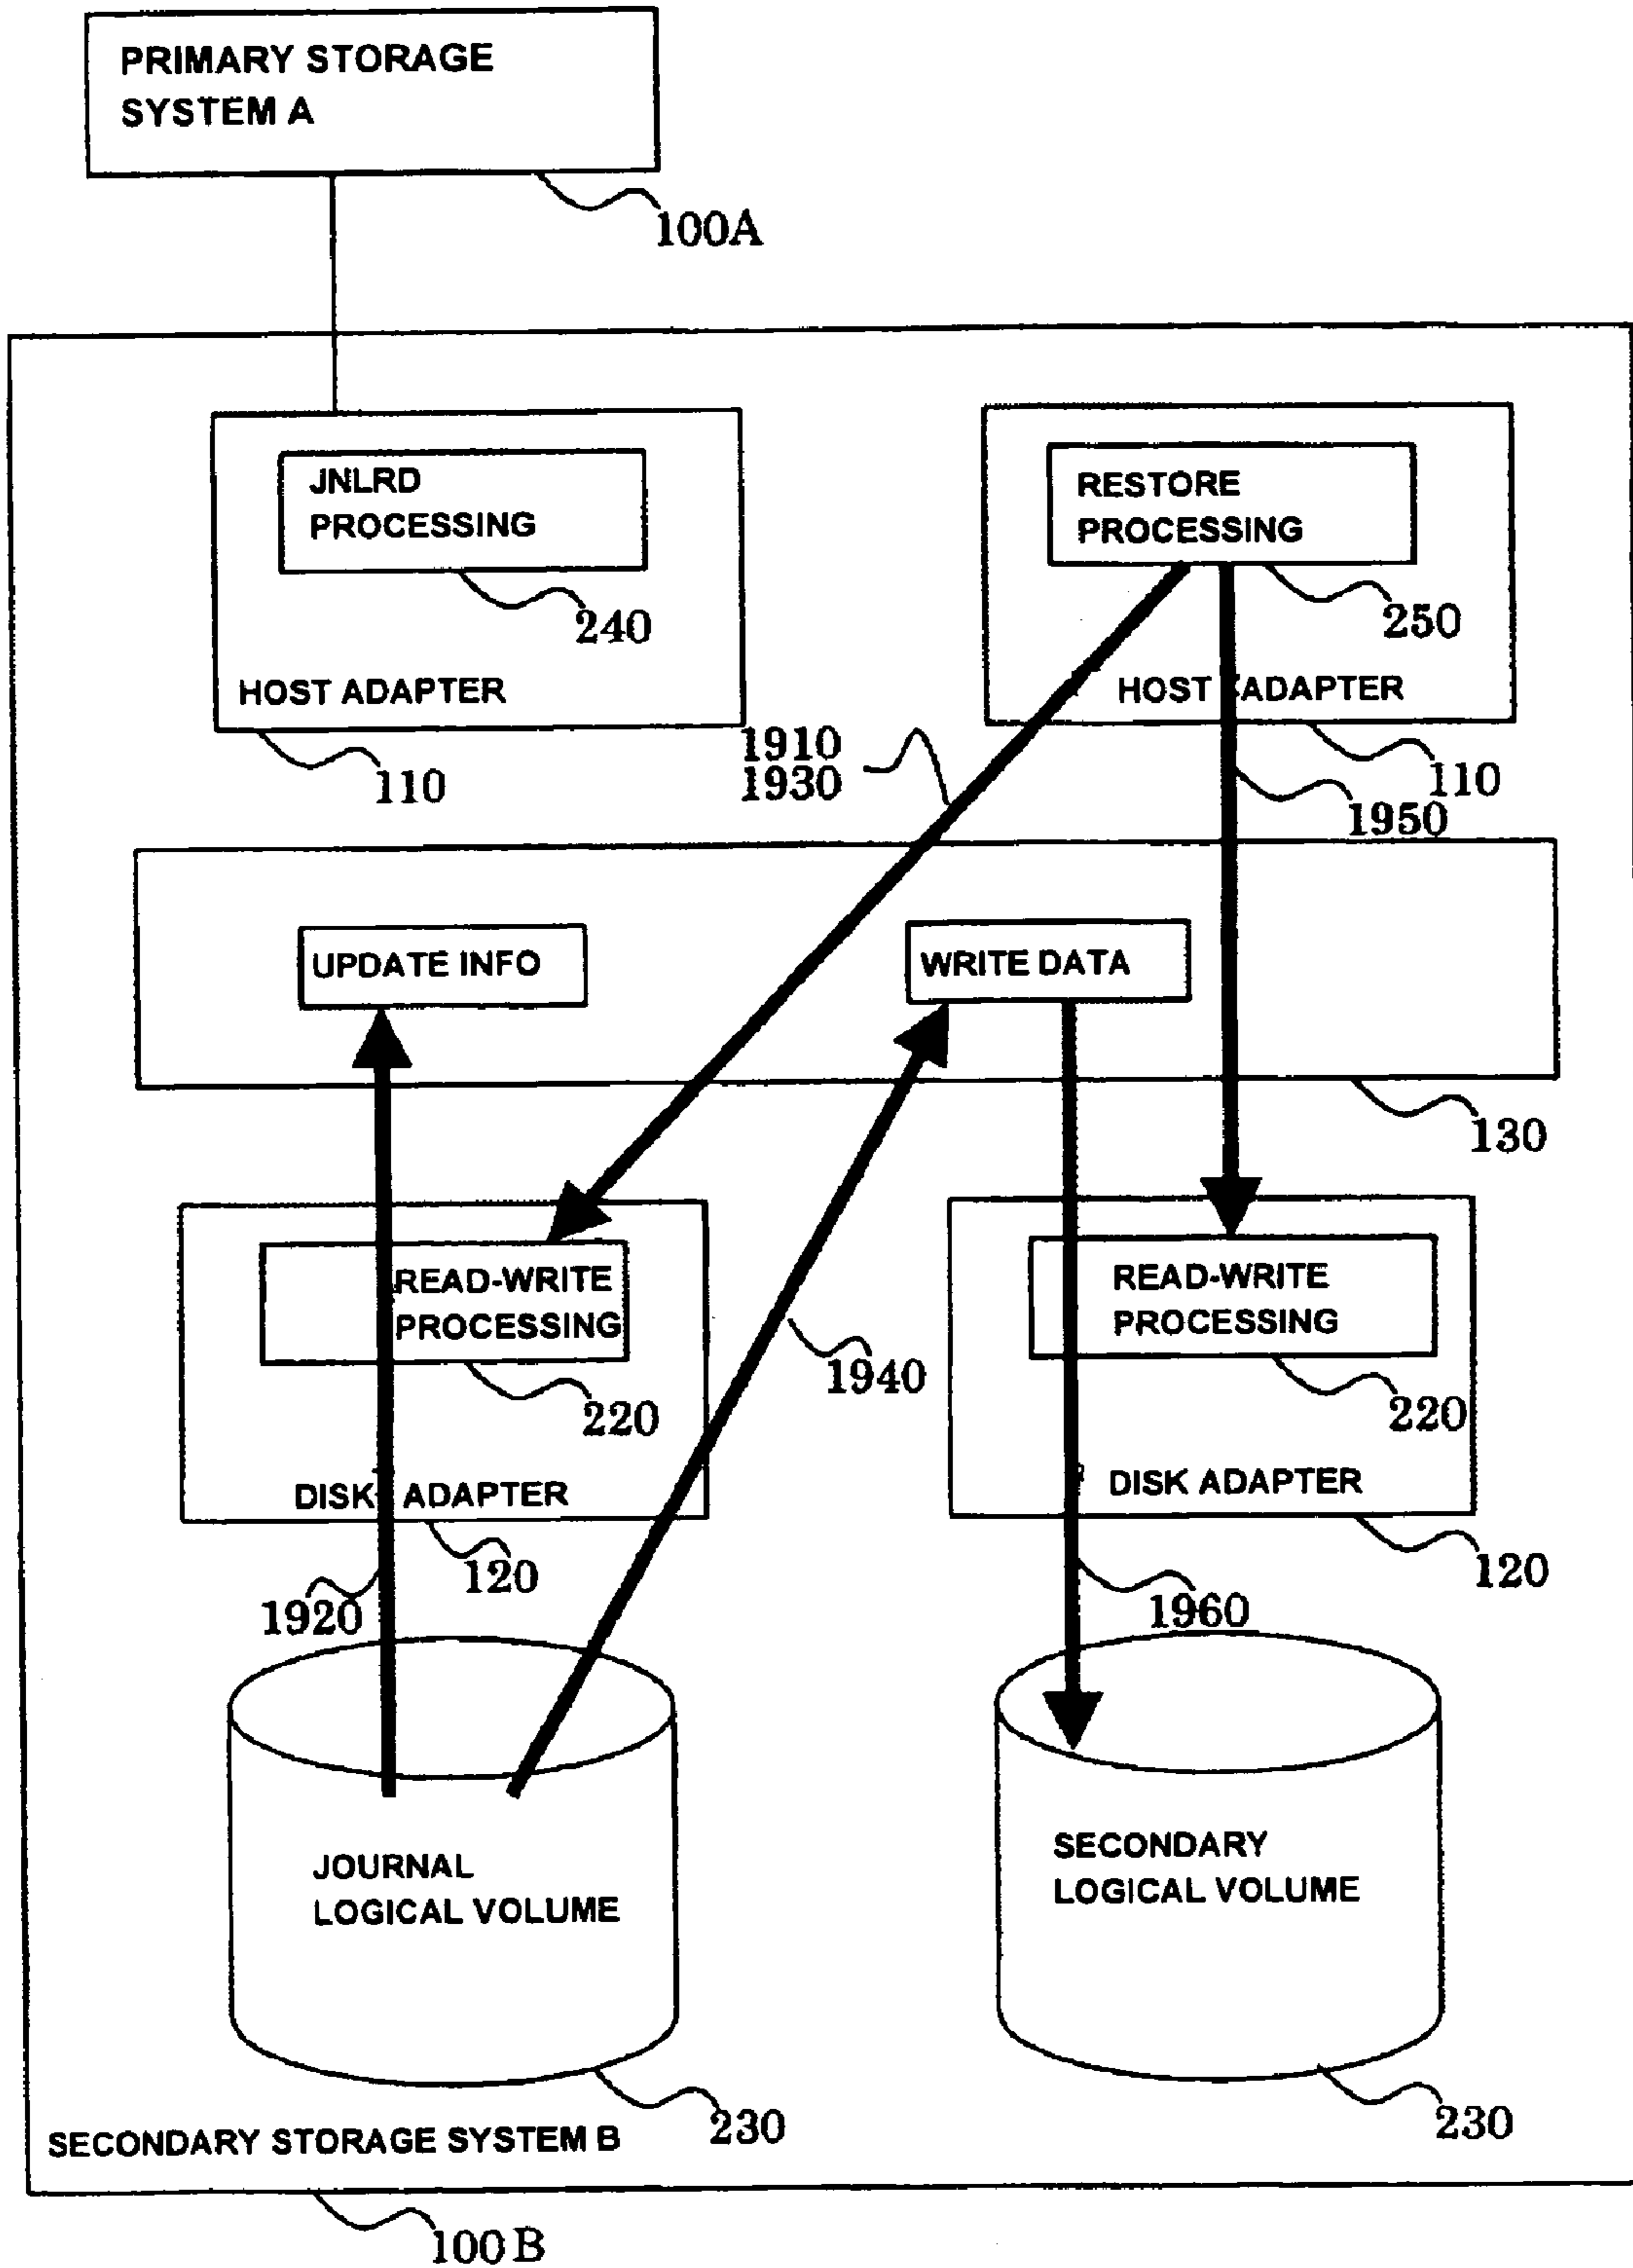 PRIMARY STORAGE
SYSTEM A
100A
JNLRD
PROCESSING
240
HOST ADAPTER
110
RESTORE
PROCESSING
250
HOST ADAPTER
110
1910
1930
1950
UPDATE INFO
WRITE DATA
130
READ-WRITE
PROCESSING
220
DISK ADAPTER
120
1920
1940
READ-WRITE
PROCESSING
220
DISK ADAPTER
120
1960
JOURNAL
LOGICAL VOLUME
230
SECONDARY
LOGICAL VOLUME
230
SECONDARY STORAGE SYSTEM B
100B